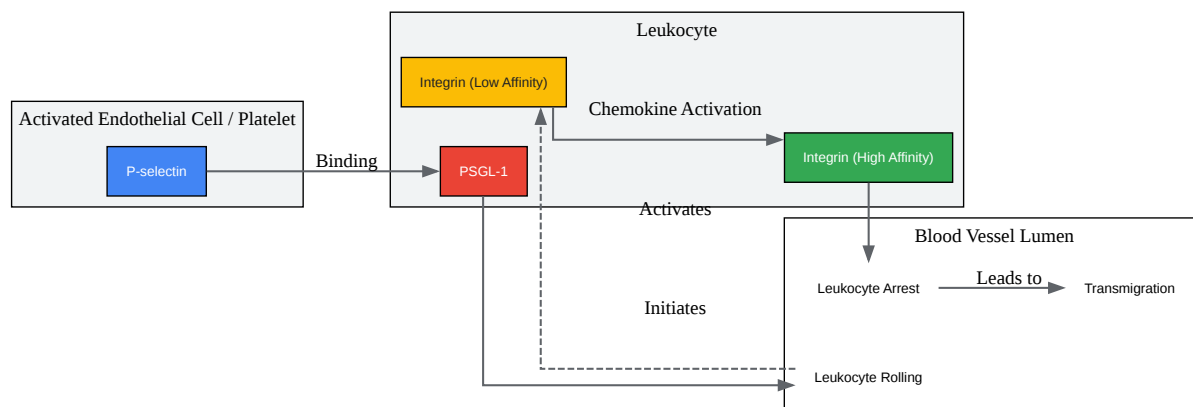 Leukocyte
Integrin (Low Affinity)
Chemokine Activation
Activated Endothelial Cell / Platelet
P-selectin
Binding
PSGL-1
Integrin (High Affinity)
Activates
Blood Vessel Lumen
Leukocyte Arrest
Leads to
Transmigration
Initiates
Leukocyte Rolling